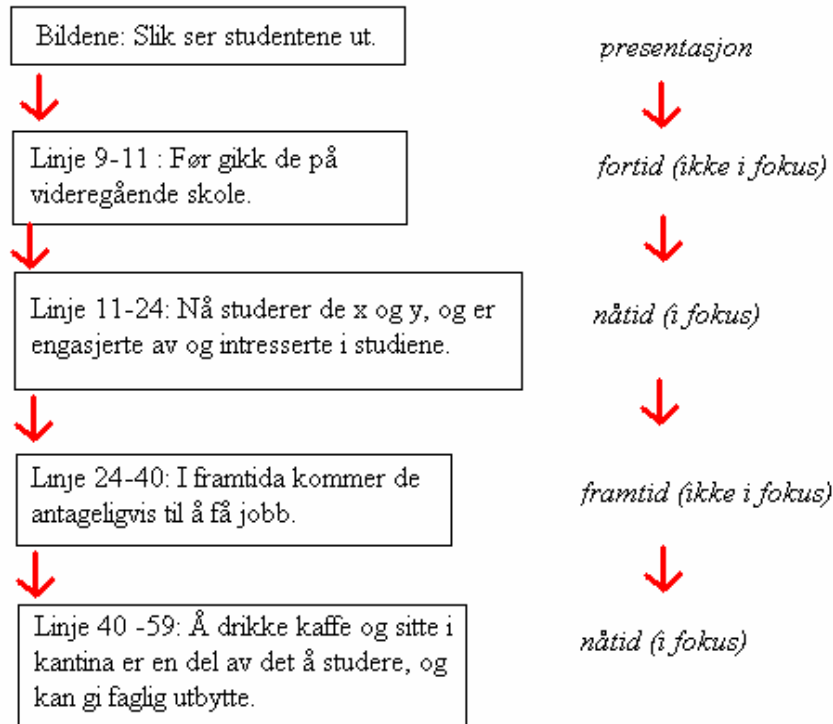 Bildene: Slik ser studentene ut.
presentasjon
Linje 9-11 : Før gikk de på
videregående skole.
fortid (ikke i fokus)
Linje 11-24: Nå studerer de x og y, og er
engasjerte av og intresserte i studiene.
nåtid (i fokus)
Linje 24-40: I framtida kommer de
antageligvis til å få jobb.
framtid (ikke i fokus)
Linje 40 -59: Å drikke kaffe og sitte i
kantina er en del av det å studere, og
kan gi faglig utbytte.
nåtid (i fokus)